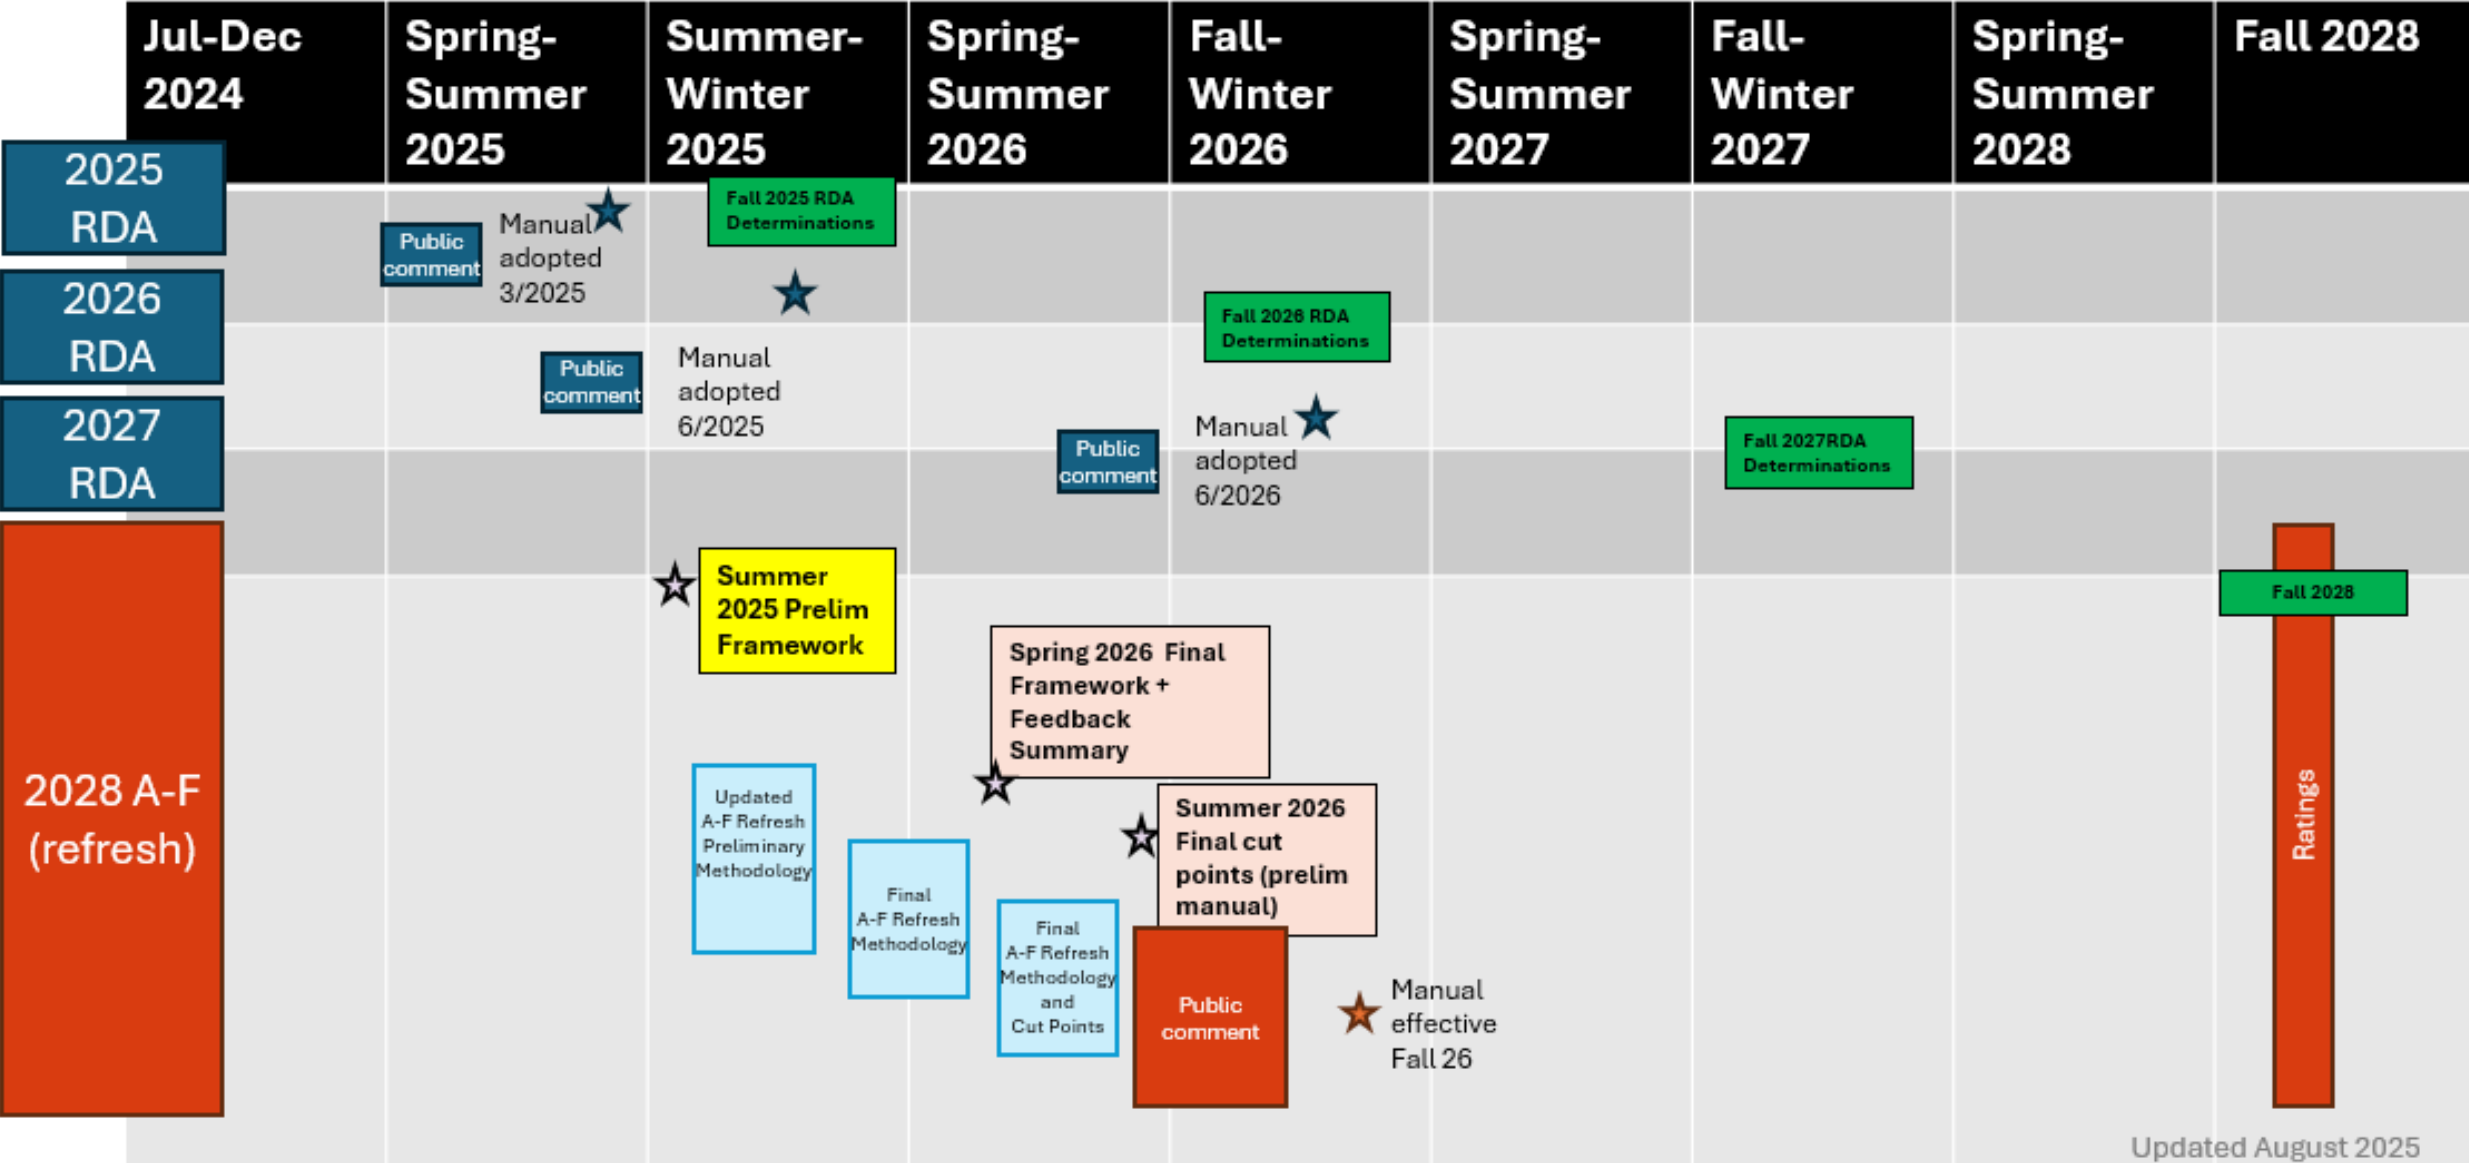 Jul-Dec
2024
Spring-
Summer
2025
Summer-
Winter
2025
Spring-
Summer
2026
Fall-
Winter
2026
Spring-
Summer
2027
Fall-
Winter
2027
Spring-
Summer
2028
Fall 2028
2025
RDA
Public
comment
Manual
adopted
3/2025
Fall 2025 RDA
Determinations
2026
RDA
Public
comment
Manual
adopted
6/2025
Fall 2026 RDA
Determinations
2027
RDA
Public
comment
Manual
adopted
6/2026
Fall 2027RDA
Determinations
2028 A-F
(refresh)
Summer
2025 Prelim
Framework
Spring 2026 Final
Framework +
Feedback
Summary
Summer 2026
Final cut
points (prelim
manual)
Updated
A-F Refresh
Preliminary
Methodology
Final
A-F Refresh
Methodology
Final
A-F Refresh
Methodology
and
Cut Points
Public
comment
Manual
effective
Fall 26
Fall 2028
Ratings
Updated August 2025